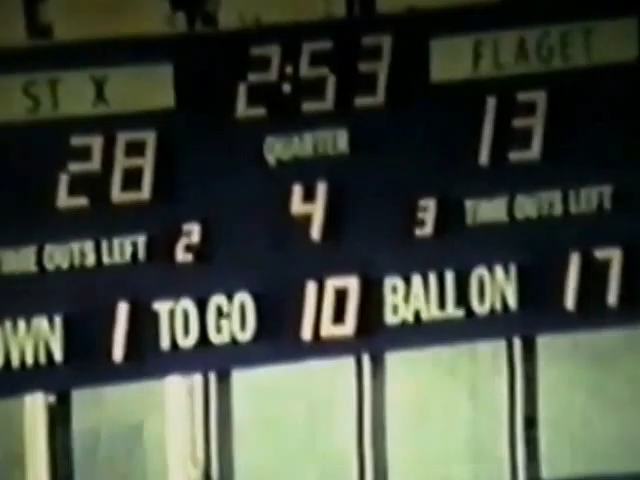 ST X 2:53 FLAGET
28 QUARTER 13
TIME OUTS LEFT 2 4 3 TIME OUTS LEFT
DOWN 1 TO GO 10 BALL ON 17